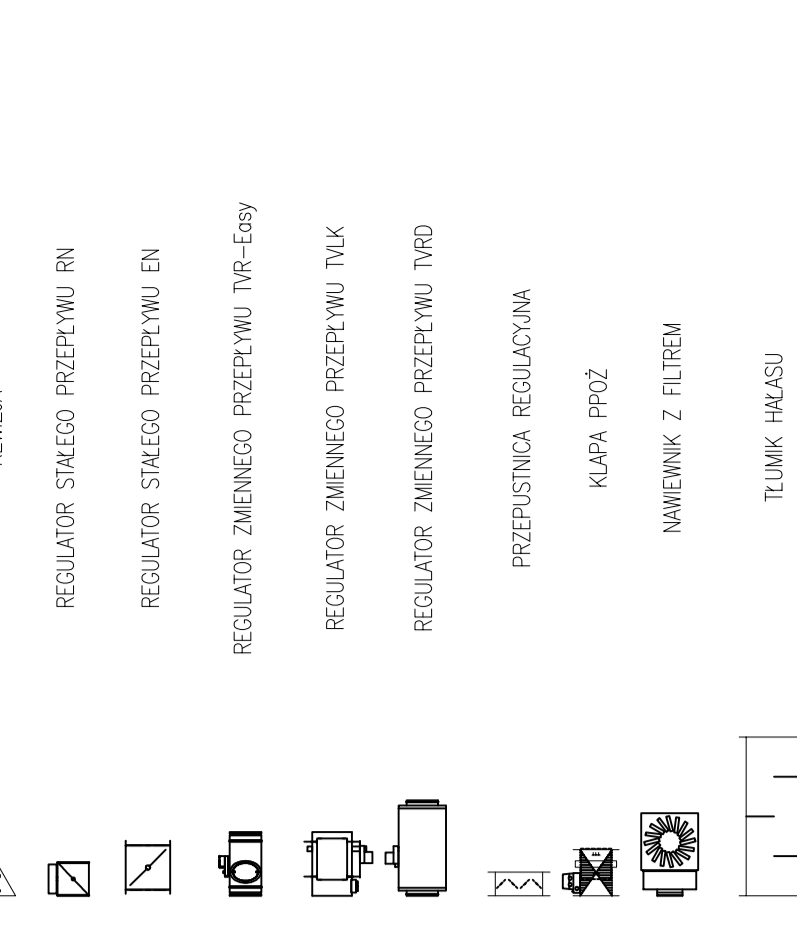 REGULATOR STAŁEGO PRZEPŁYWU RN
REGULATOR STAŁEGO PRZEPŁYWU EN
REGULATOR ZMIENNEGO PRZEPŁYWU TVR-Easy
REGULATOR ZMIENNEGO PRZEPŁYWU TVLK
REGULATOR ZMIENNEGO PRZEPŁYWU TVRD
PRZEPUSTNICA REGULACYJNA
KLAPA PPOŻ
NAWIEWNIK Z FILTREM
TŁUMIK HAŁASU